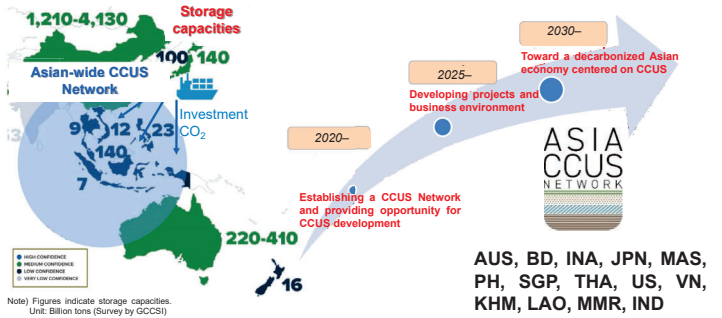 1,210-4,130
Storage
capacities
100
140
Asian-wide CCUS
Network
Investment
CO2
9
12
23
140
7
220-410
16
HIGH CONFIDENCE
MEDIUM CONFIDENCE
LOW CONFIDENCE
VERY LOW CONFIDENCE
Note) Figures indicate storage capacities.
Unit: Billion tons (Survey by GCCSI)
2020–
Establishing a CCUS Network
and providing opportunity for
CCUS development
2025–
Developing projects and
business environment
2030–
Toward a decarbonized Asian
economy centered on CCUS
ASIA
CCUS
NETWORK
AUS, BD, INA, JPN, MAS,
PH, SGP, THA, US, VN,
KHM, LAO, MMR, IND